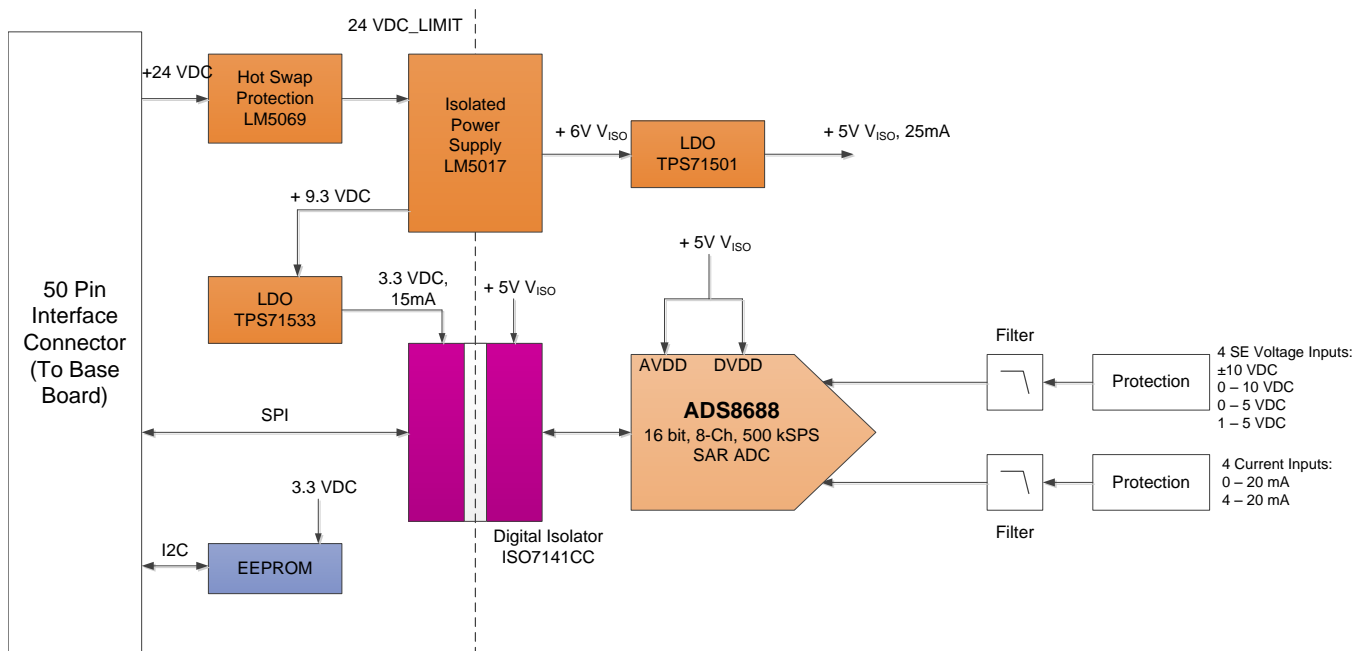 24 VDC_LIMIT
+24 VDC
Hot Swap
Protection
LM5069
Isolated
Power
Supply
LM5017
+ 6V VISO
LDO
TPS71501
+ 5V VISO, 25mA
+ 9.3 VDC
50 Pin
Interface
Connector
(To Base
Board)
LDO
TPS71533
3.3 VDC,
15mA
+ 5V VISO
+ 5V VISO
AVDD
DVDD
ADS8688
16 bit, 8-Ch, 500 kSPS
SAR ADC
Filter
Protection
4 SE Voltage Inputs:
±10 VDC
0 – 10 VDC
0 – 5 VDC
1 – 5 VDC
SPI
Filter
Protection
4 Current Inputs:
0 – 20 mA
4 – 20 mA
3.3 VDC
I2C
EEPROM
Digital Isolator
ISO7141CC